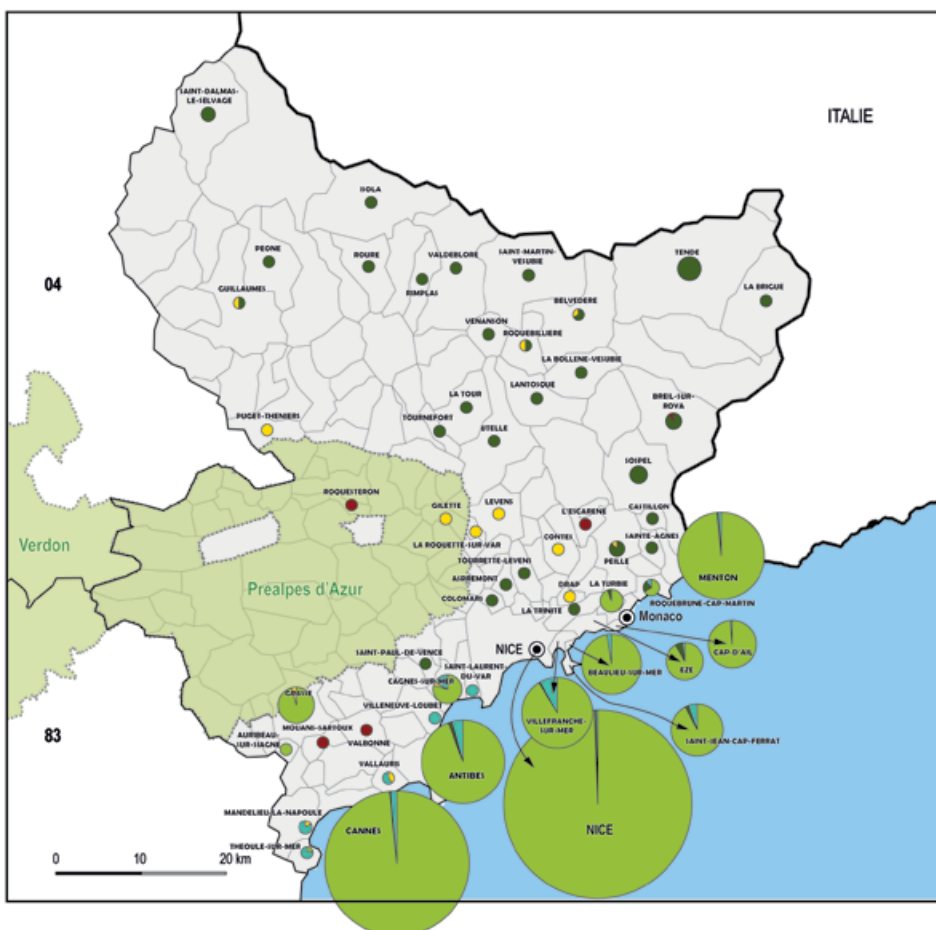 SAINT-DALMAS-
LE-SELVAGE
ITALIE
ISOLA
PEONE
ROURE
VALDEBLORE
SAINT-MARTIN-
VESUBIE
TENDE
04
GUILLAUMES
RIMPLAS
BELVEDERE
LA BRIGUE
VENANSON
ROQUEBILLIERE
LA BOLLENE-VESUBIE
LANTOSQUE
LA TOUR
BREIL-SUR-
ROYA
PUGET-THENIERS
TOURNEFORT
UTELLE
SOSPEL
ROQUESTERON
GILETTE
LEVENS
L'ESCARENE
CASTILLON
Verdon
LA ROQUETTE-SUR-VAR
CONTES
SAINTE-AGNES
PEILLE
TOURRETTE-LEVENS
MENTON
Préalpes d'Azur
ASPREMONT
DRAP
LA TURBIE
COLOMARS
LA TRINITE
ROQUEBRUNE-CAP-MARTIN
Monaco
NICE
CAP-D'AIL
SAINT-PAUL-DE-VENCE
SAINT-LAURENT-
DU-VAR
EZE
BEAULIEU-SUR-MER
CAGNES-SUR-MER
GRASSE
VILLENEUVE-LOUBET
VILLEFRANCHE-
SUR-MER
83
MOUANS-SARTOUX
AURIBEAU-
SUR-SIAGNE
VALBONNE
SAINT-JEAN-CAP-FERRAT
VALLAURIS
ANTIBES
MANDELIEU-LA-NAPOULE
CANNES
NICE
THEOULE-SUR-MER
0 10 20 km